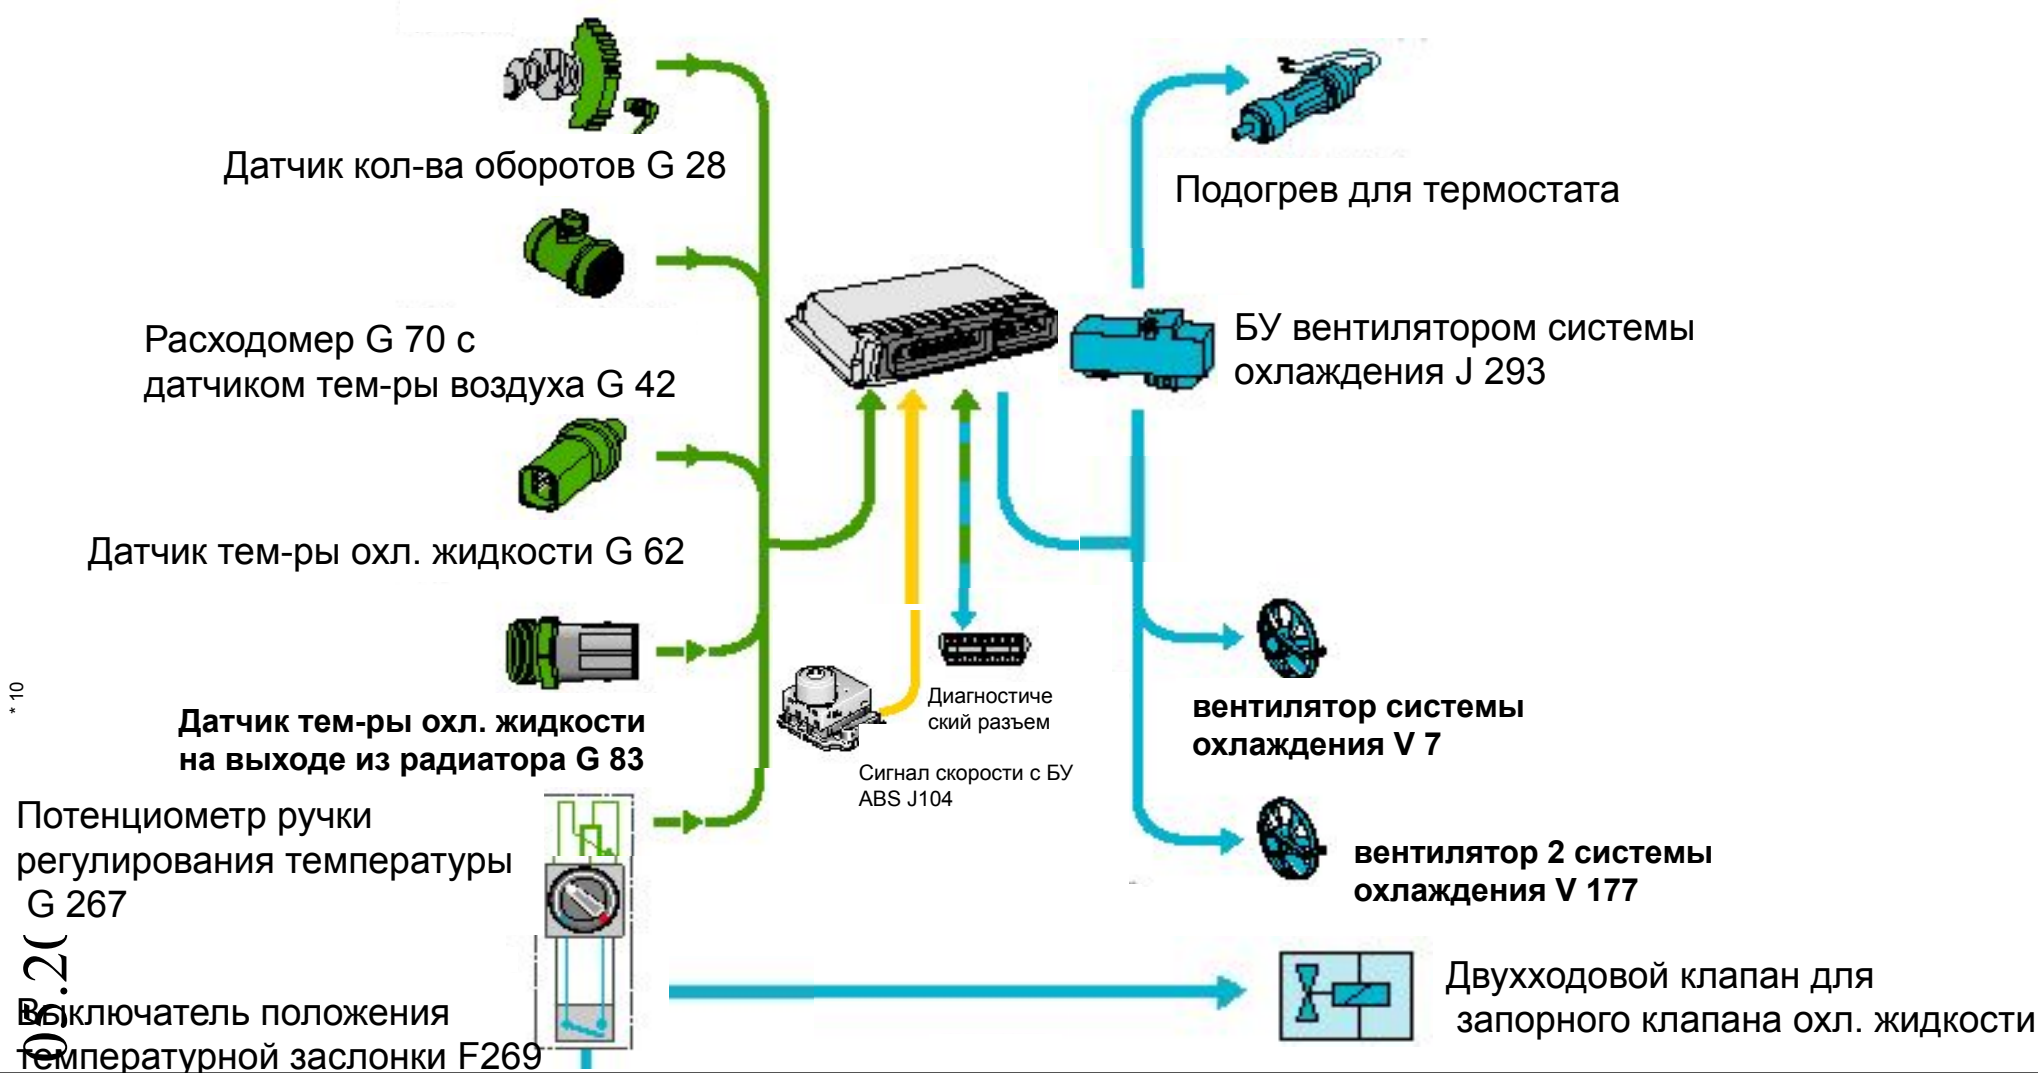 Датчик кол-ва оборотов G 28
Подогрев для термостата
Расходомер G 70 с
датчиком тем-ры воздуха G 42
БУ вентилятором системы
охлаждения J 293
Датчик тем-ры охл. жидкости G 62
Датчик тем-ры охл. жидкости
на выходе из радиатора G 83
Диагностиче
ский разъем
Сигнал скорости с БУ
ABS J104
вентилятор системы
охлаждения V 7
вентилятор 2 системы
охлаждения V 177
Потенциометр ручки
регулирования температуры
G 267
Выключатель положения
температурной заслонки F269
Двухходовой клапан для
запорного клапана охл. жидкости
* 10